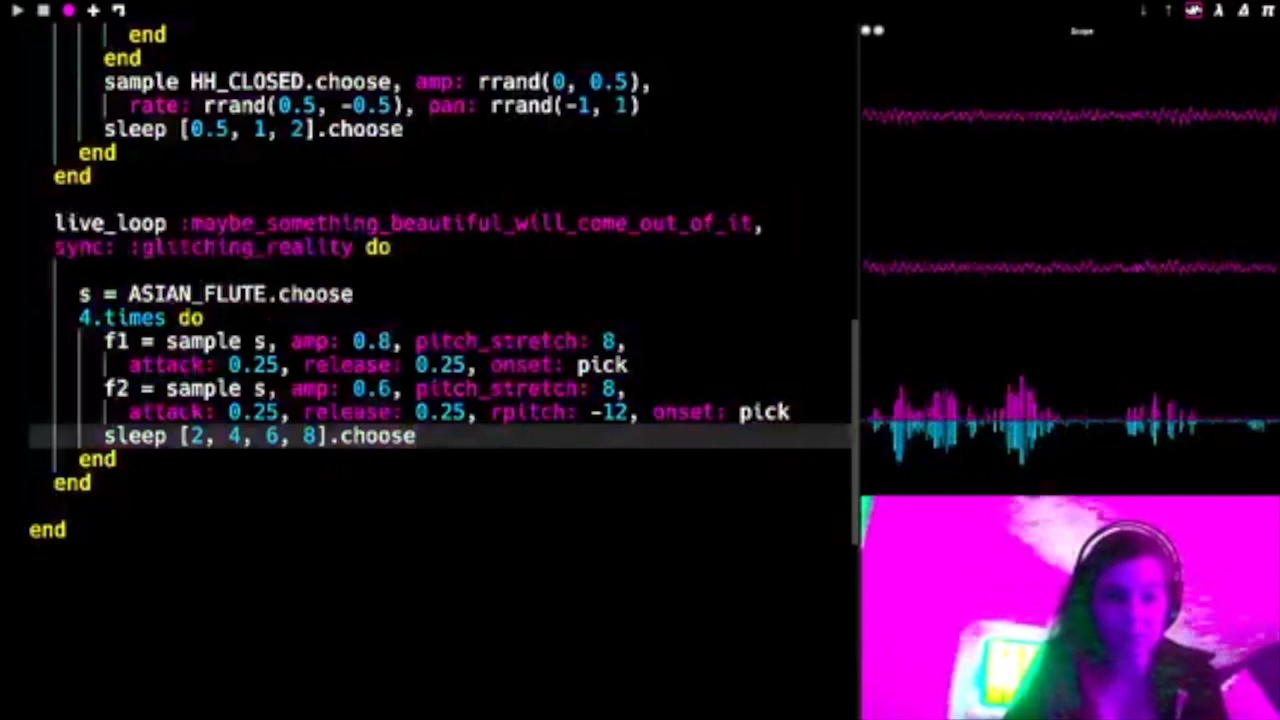 end
end
sample HH_CLOSED.choose, amp: rrand(0, 0.5),
rate: rrand(0.5, -0.5), pan: rrand(-1, 1)
sleep [0.5, 1, 2].choose
end
end
live_loop :maybe_something_beautiful_will_come_out_of_it,
sync: :glitching_reality do
s = ASIAN_FLUTE.choose
4.times do
f1 = sample s, amp: 0.8, pitch_stretch: 8,
attack: 0.25, release: 0.25, onset: pick
f2 = sample s, amp: 0.6, pitch_stretch: 8,
attack: 0.25, release: 0.25, rpitch: -12, onset: pick
sleep [2, 4, 6, 8].choose
end
end
end
Scope